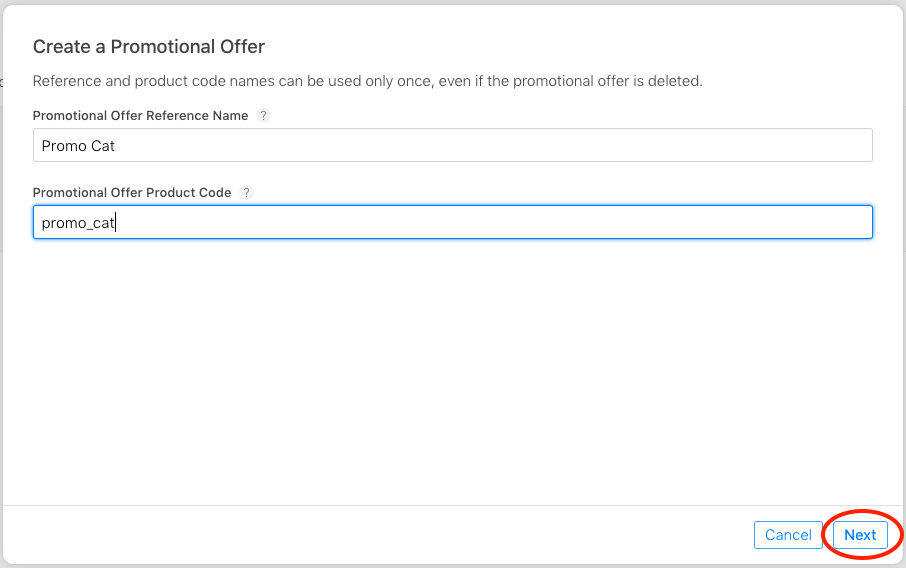 Create a Promotional Offer
Reference and product code names can be used only once, even if the promotional offer is deleted.
Promotional Offer Reference Name ?
Promo Cat
Promotional Offer Product Code ?
promo_cat
Cancel Next